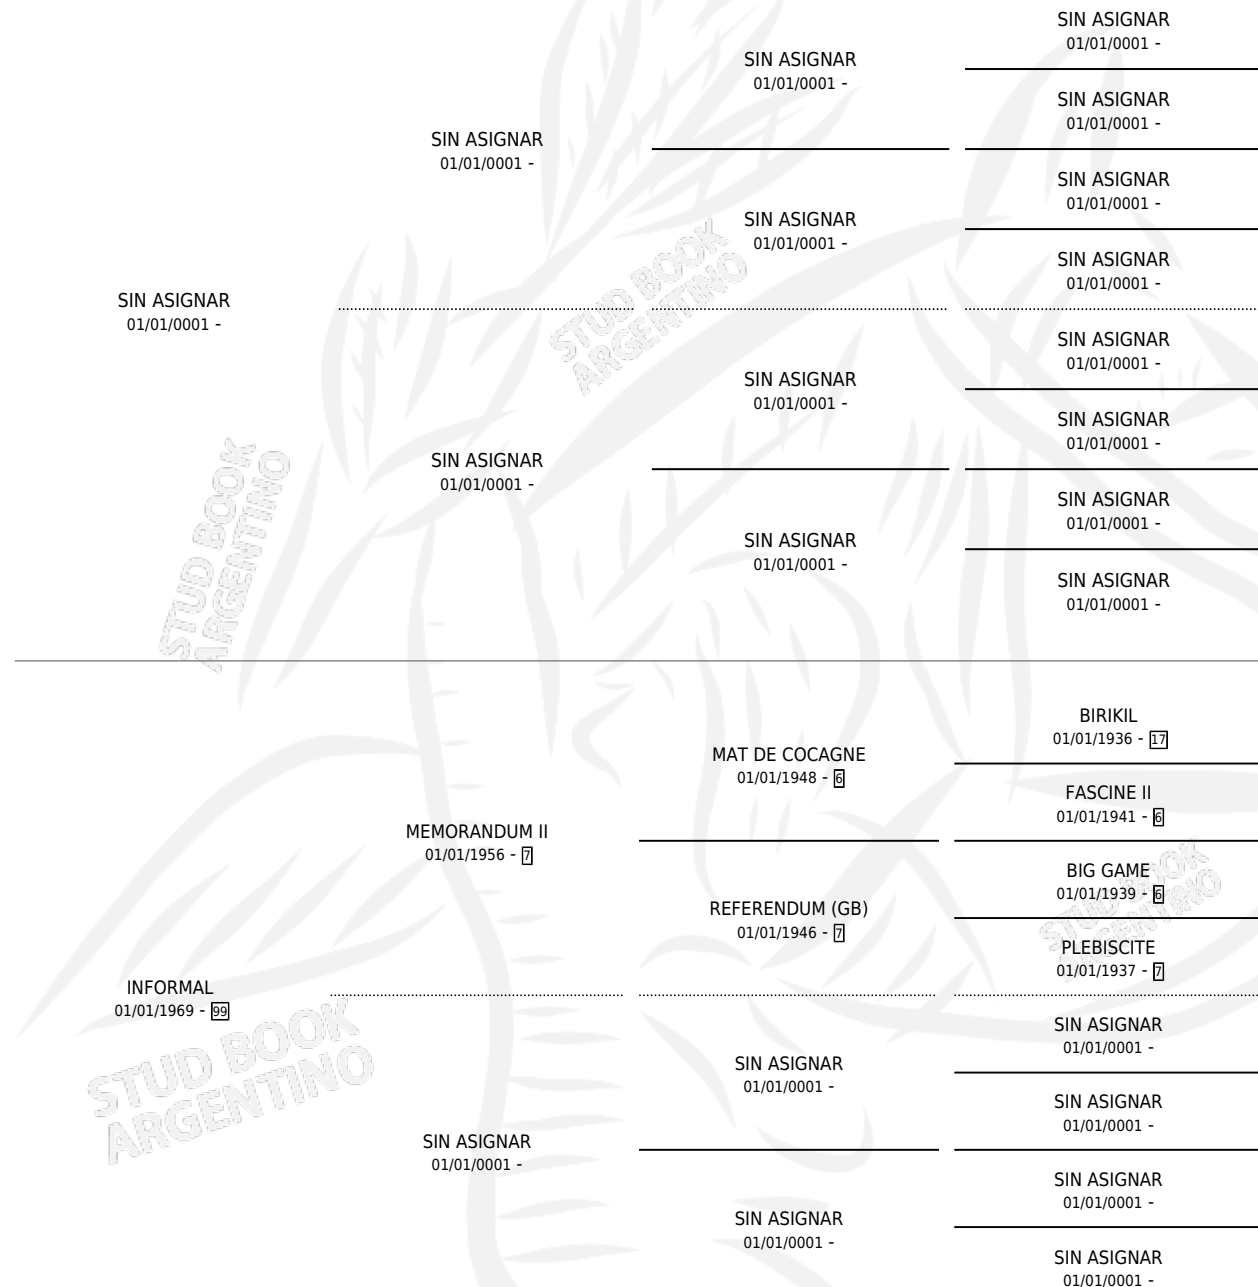 SIN ASIGNAR
01/01/0001 -
SIN ASIGNAR
01/01/0001 -
SIN ASIGNAR
01/01/0001 -
SIN ASIGNAR
01/01/0001 -
SIN ASIGNAR
01/01/0001 -
SIN ASIGNAR
01/01/0001 -
SIN ASIGNAR
01/01/0001 -
STUD BOOK
ARGENTINO
SIN ASIGNAR
01/01/0001 -
SIN ASIGNAR
01/01/0001 -
SIN ASIGNAR
01/01/0001 -
SIN ASIGNAR
01/01/0001 -
SIN ASIGNAR
01/01/0001 -
SIN ASIGNAR
01/01/0001 -
STUD BOOK
ARGENTINO
SIN ASIGNAR
01/01/0001 -
SIN ASIGNAR
01/01/0001 -
SIN ASIGNAR
01/01/0001 -
BIRIKIL
01/01/1936 - 17
MAT DE COCAGNE
01/01/1948 - 6
FASCINE II
01/01/1941 - 6
MEMORANDUM II
01/01/1956 - 7
BIG GAME
01/01/1939 - 6
STUD BOOK
ARGENTINO
REFERENDUM (GB)
01/01/1946 - 7
PLEBISCITE
01/01/1937 - 7
INFORMAL
01/01/1969 - 99
STUD BOOK
ARGENTINO
SIN ASIGNAR
01/01/0001 -
SIN ASIGNAR
01/01/0001 -
SIN ASIGNAR
01/01/0001 -
SIN ASIGNAR
01/01/0001 -
SIN ASIGNAR
01/01/0001 -
SIN ASIGNAR
01/01/0001 -
SIN ASIGNAR
01/01/0001 -